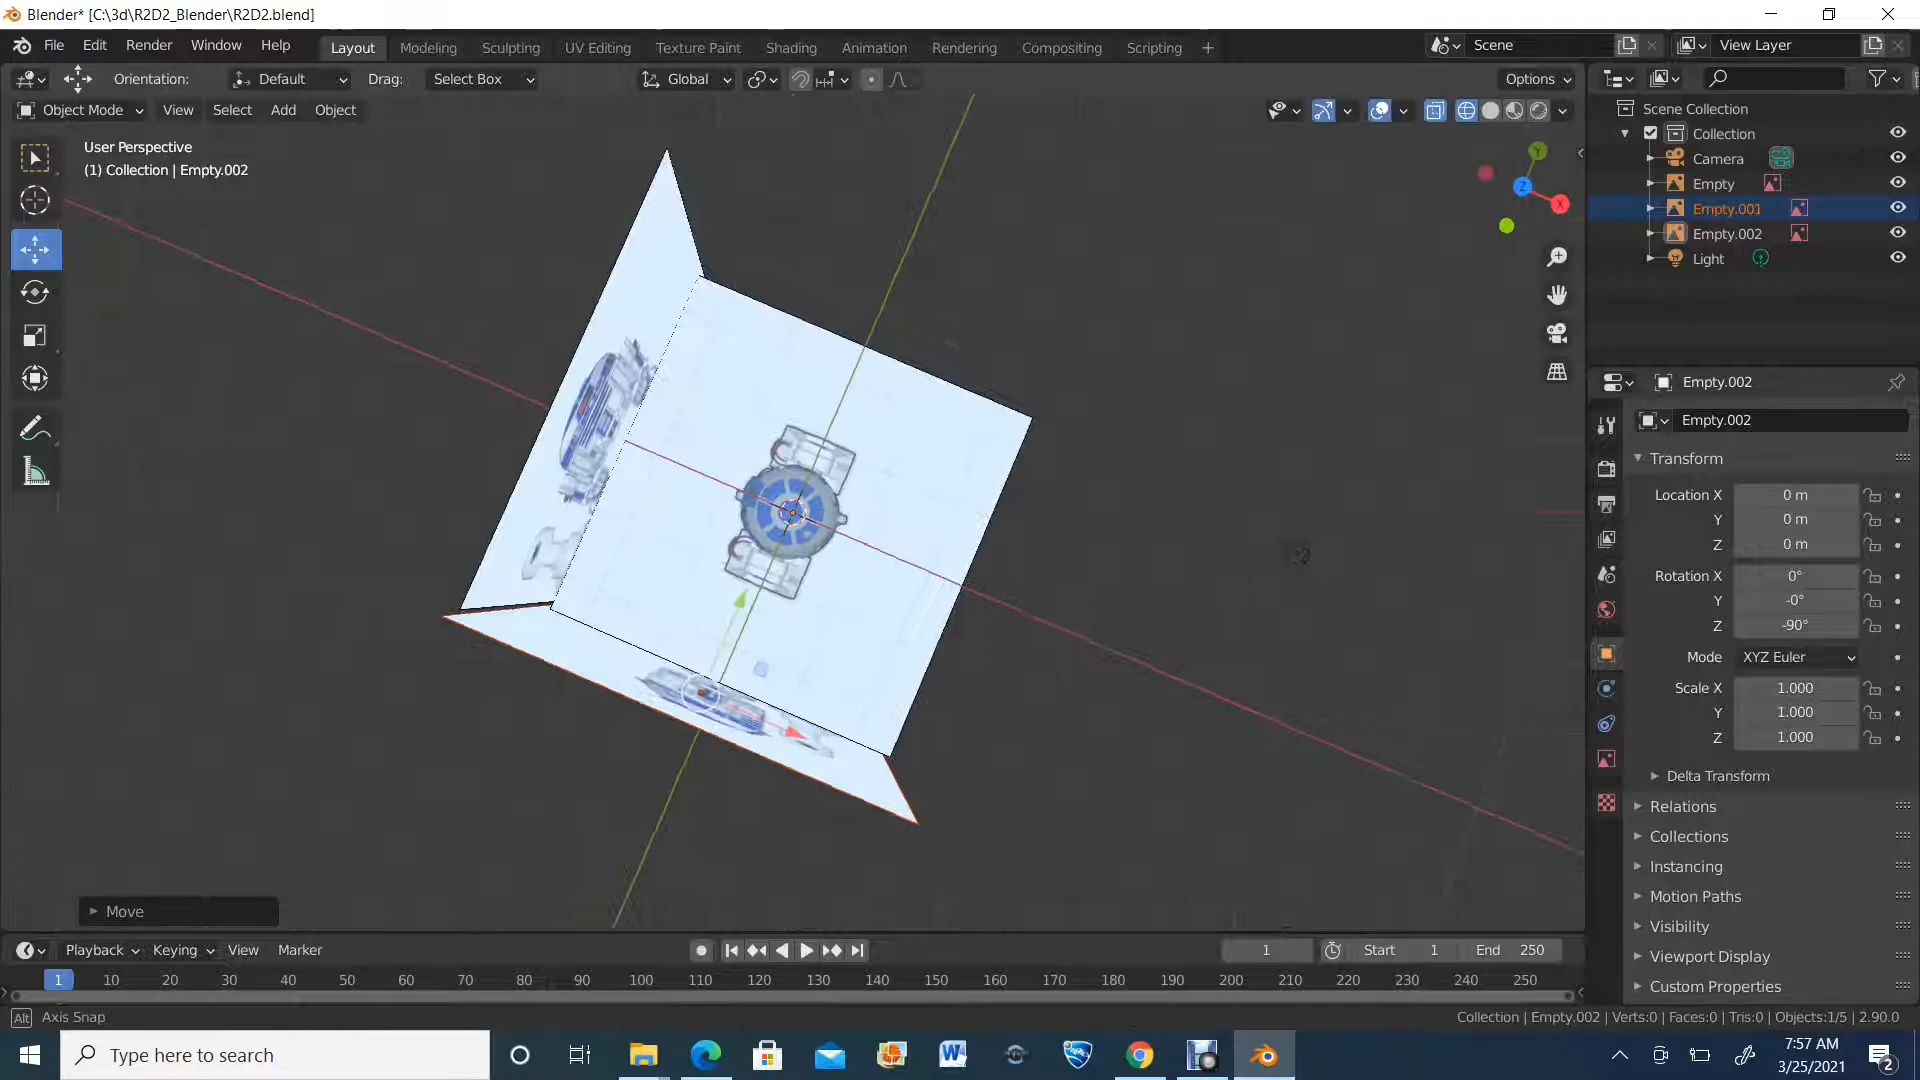 Blender* [C:\3d\R2D2_Blender\R2D2.blend]
File Edit Render Window Help Layout Modeling Sculpting UV Editing Texture Paint Shading Animation Rendering Compositing Scripting + Scene View Layer
Orientation: Default Drag: Select Box Global Options
Object Mode View Select Add Object
User Perspective
(1) Collection | Empty.002
Y
Z
X
Scene Collection
Collection
Camera
Empty
Empty.001
Empty.002
Light
Empty.002
Empty.002
Transform
Location X 0 m
Y 0 m
Z 0 m
Rotation X 0°
Y -0°
Z -90°
Mode XYZ Euler
Scale X 1.000
Y 1.000
Z 1.000
Delta Transform
Relations
Collections
Instancing
Motion Paths
Visibility
Viewport Display
Custom Properties
Move
Playback Keying View Marker 1 Start 1 End 250
1 10 20 30 40 50 60 70 80 90 100 110 120 130 140 150 160 170 180 190 200 210 220 230 240 250
Alt Axis Snap Collection | Empty.002 | Verts:0 | Faces:0 | Tris:0 | Objects:1/5 | 2.90.0
Type here to search
7:57 AM
3/25/2021
2